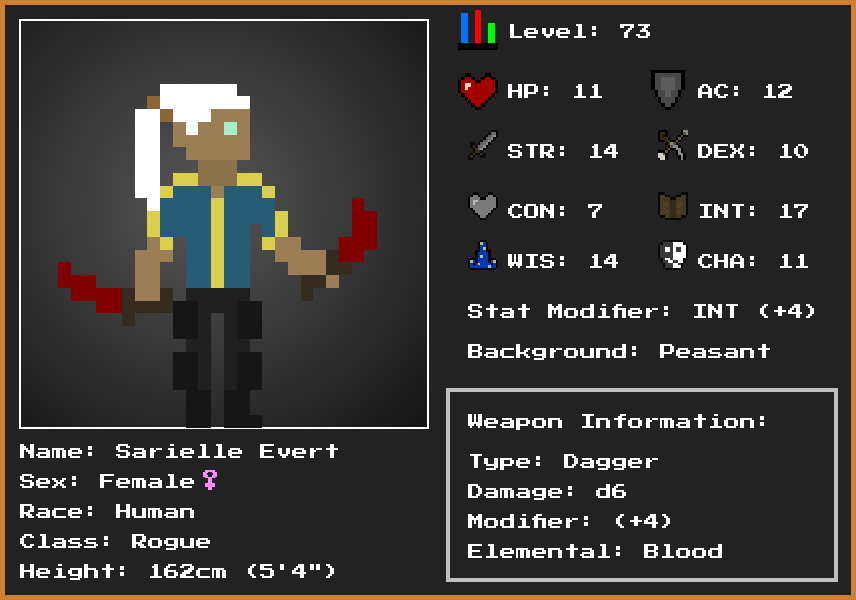 Level: 73
HP: 11
AC: 12
STR: 14
DEX: 10
CON: 7
INT: 17
WIS: 14
CHA: 11
Stat Modifier: INT (+4)
Background: Peasant
Weapon Information:
Type: Dagger
Damage: d6
Modifier: (+4)
Elemental: Blood
Name: Sarielle Evert
Sex: Female♀
Race: Human
Class: Rogue
Height: 162cm (5'4")